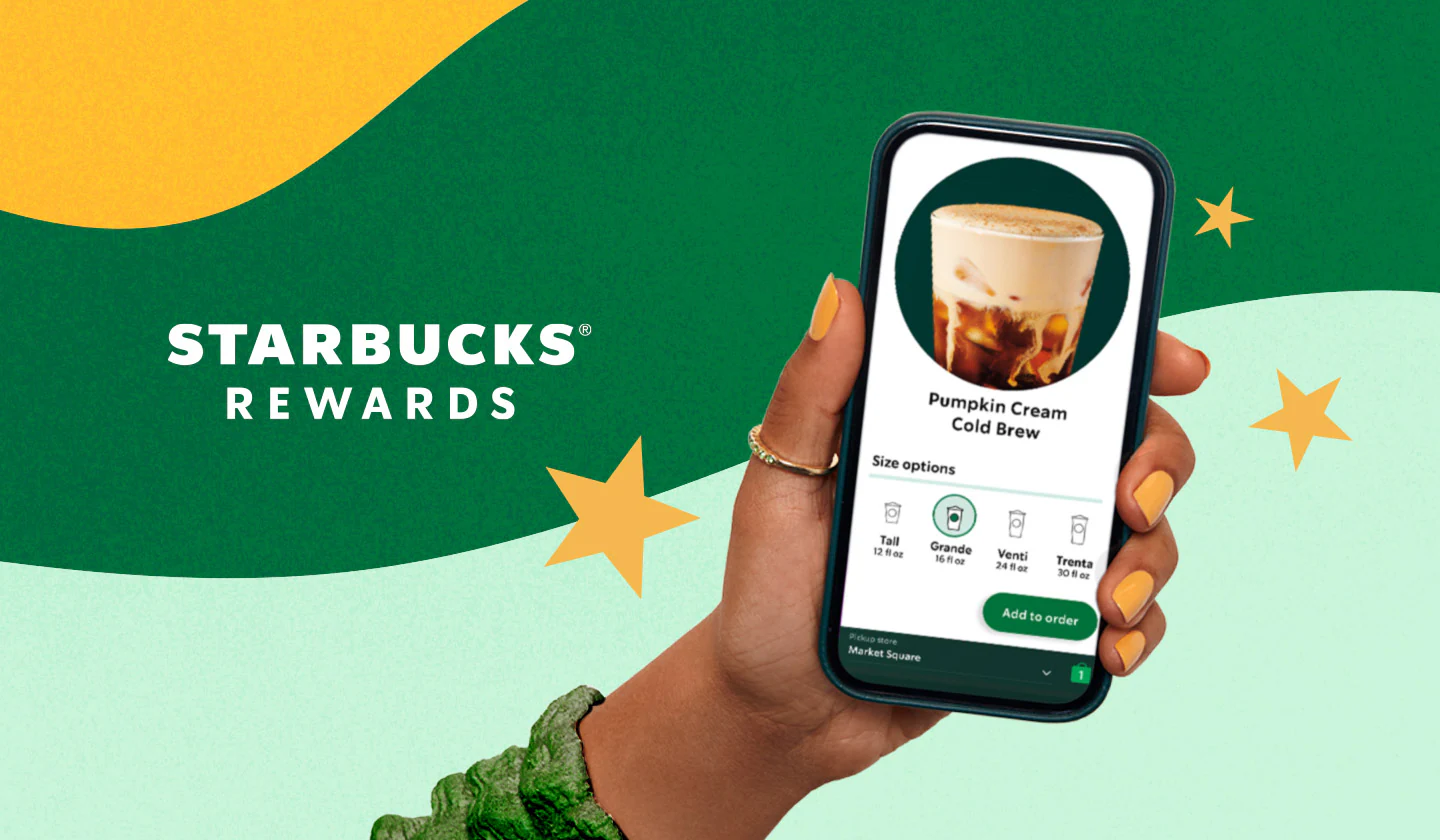 STARBUCKS®
REWARDS
Pumpkin Cream
Cold Brew
Size options
Tall
12 fl oz
Grande
16 fl oz
Venti
24 fl oz
Trenta
30 fl oz
Add to order
Pickup store
Market Square
1